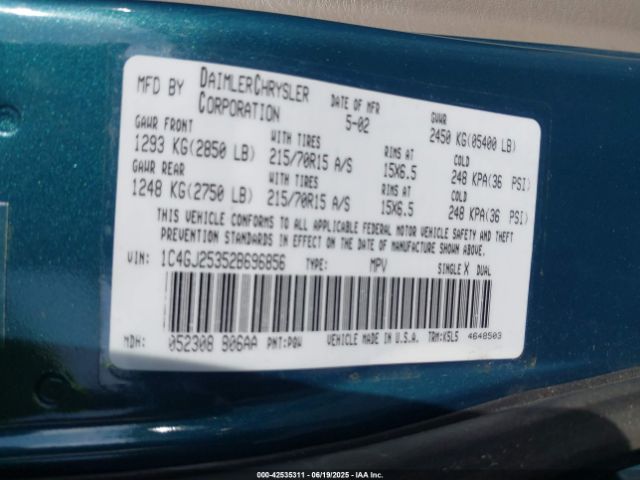 MFD BY DAIMLERCHRYSLER CORPORATION DATE OF MFR 5-02 GVWR 2450 KG(05400 LB)
GAWR FRONT 1293 KG(2850 LB) WITH TIRES 215/70R15 A/S RIMS AT 15X6.5 COLD 248 KPA(36 PSI)
GAWR REAR 1248 KG(2750 LB) WITH TIRES 215/70R15 A/S RIMS AT 15X6.5 COLD 248 KPA(36 PSI)
THIS VEHICLE CONFORMS TO ALL APPLICABLE FEDERAL MOTOR VEHICLE SAFETY AND THEFT
PREVENTION STANDARDS IN EFFECT ON THE DATE OF MANUFACTURE SHOWN ABOVE.
VIN: 1C4GJ25352B696856 TYPE: MPV SINGLE X DUAL
MDH: 052308 906AA PNT:PQW VEHICLE MADE IN U.S.A. TRM:K5L5 4648503
000-42535311 - 06/19/2025 - IAAI.COM